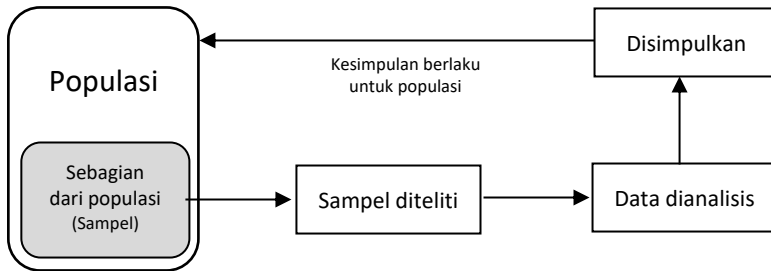 Populasi
Sebagian
dari populasi
(Sampel)
Sampel diteliti
Data dianalisis
Disimpulkan
Kesimpulan berlaku
untuk populasi